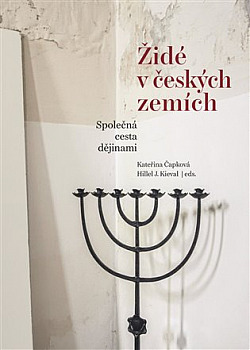 Židé
v českých
zemích
Společná
cesta
dějinami
Kateřina Čapková
Hillel J. Kieval | eds.